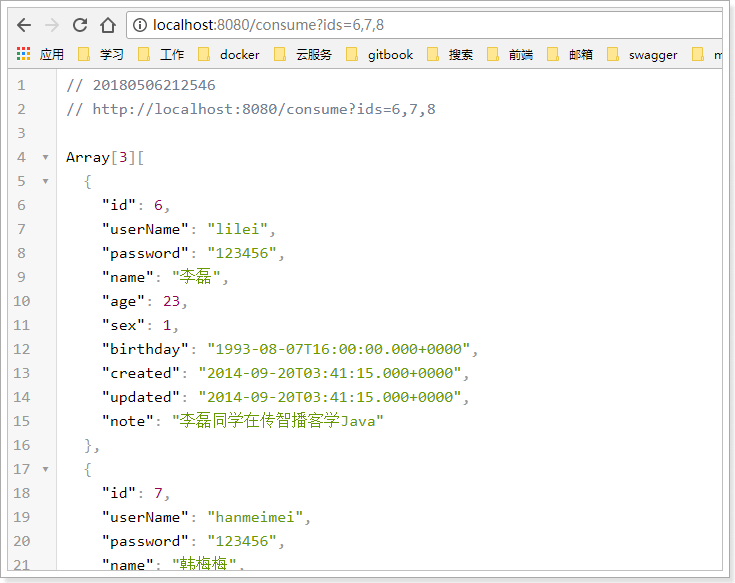 localhost:8080/consume?ids=6,7,8
应用 学习 工作 docker 云服务 gitbook 搜索 前端 邮箱 swagger m
1 // 20180506212546
2 // http://localhost:8080/consume?ids=6,7,8
3
4 Array[3][
5 {
6 "id": 6,
7 "userName": "lilei",
8 "password": "123456",
9 "name": "李磊",
10 "age": 23,
11 "sex": 1,
12 "birthday": "1993-08-07T16:00:00.000+0000",
13 "created": "2014-09-20T03:41:15.000+0000",
14 "updated": "2014-09-20T03:41:15.000+0000",
15 "note": "李磊同学在传智播客学Java"
16 },
17 {
18 "id": 7,
19 "userName": "hanmeimei",
20 "password": "123456",
21 "name": "韩梅梅",